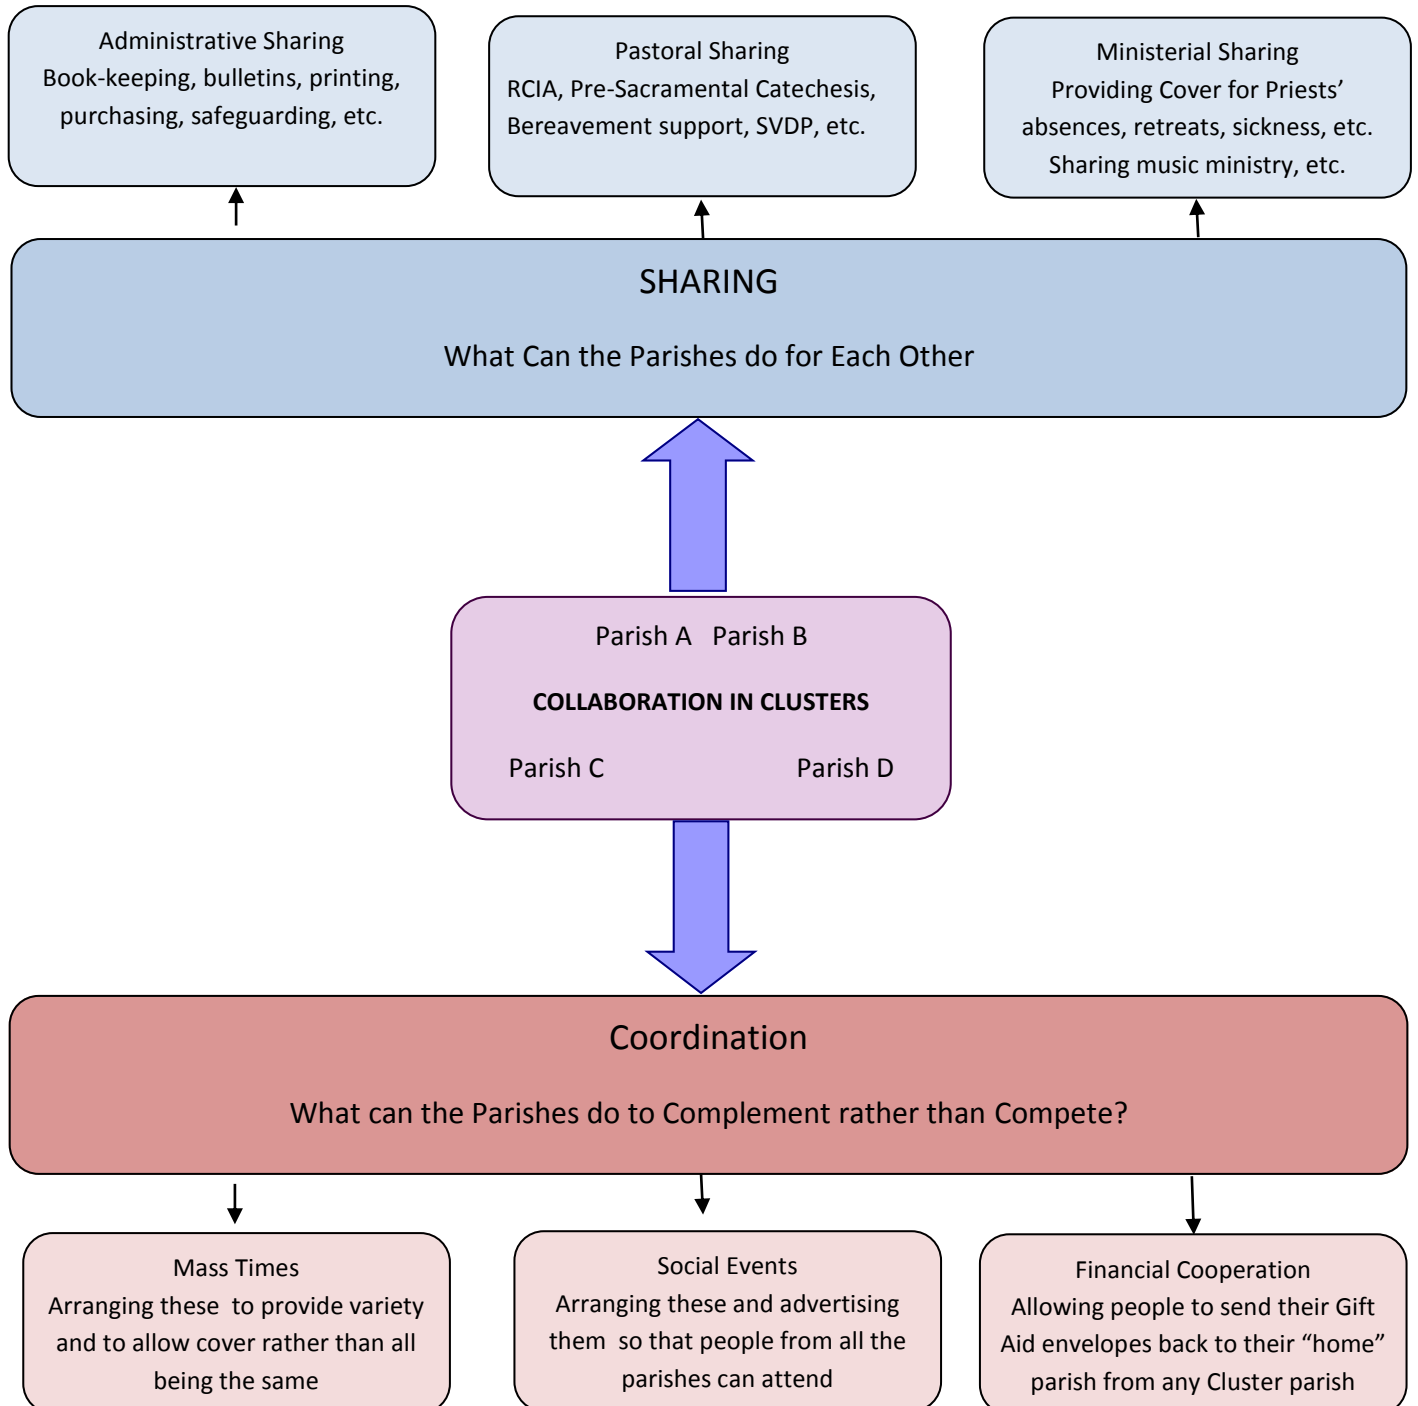 Administrative Sharing
Book-keeping, bulletins, printing,
purchasing, safeguarding, etc.
Pastoral Sharing
RCIA, Pre-Sacramental Catechesis,
Bereavement support, SVDP, etc.
Ministerial Sharing
Providing Cover for Priests’
absences, retreats, sickness, etc.
Sharing music ministry, etc.
SHARING
What Can the Parishes do for Each Other
Parish A Parish B
COLLABORATION IN CLUSTERS
Parish C Parish D
Coordination
What can the Parishes do to Complement rather than Compete?
Mass Times
Arranging these to provide variety
and to allow cover rather than all
being the same
Social Events
Arranging these and advertising
them so that people from all the
parishes can attend
Financial Cooperation
Allowing people to send their Gift
Aid envelopes back to their “home”
parish from any Cluster parish